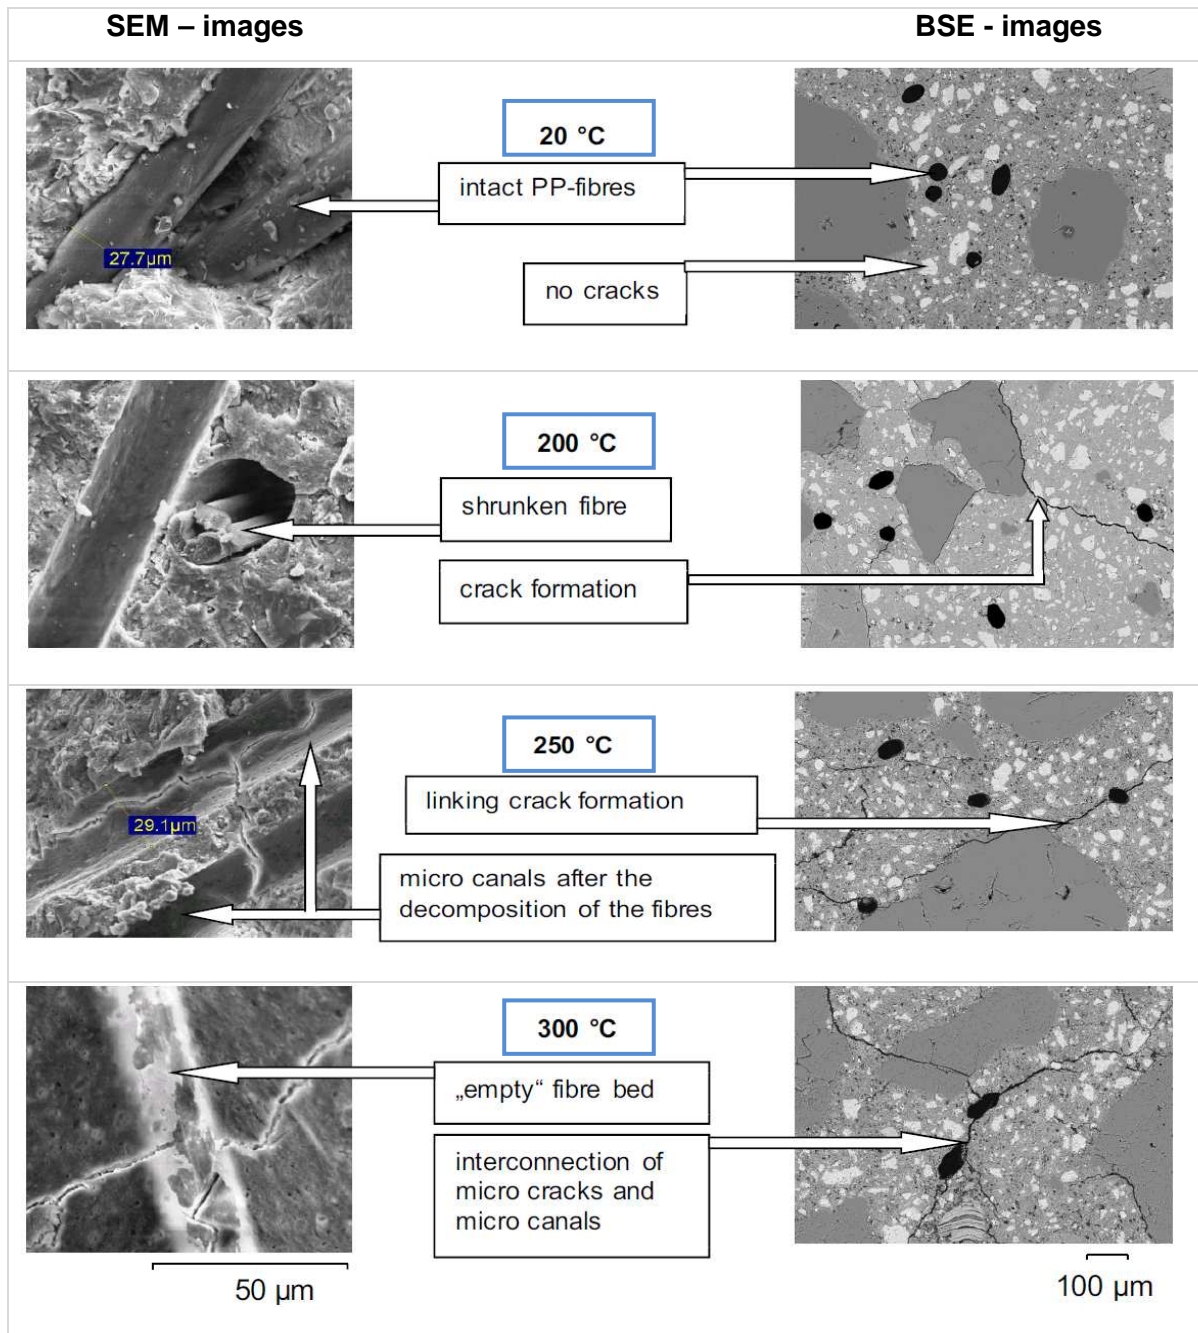 SEM – images
BSE - images
20 °C
intact PP-fibres
27.7µm
no cracks
200 °C
shrunken fibre
crack formation
250 °C
linking crack formation
29.1µm
micro canals after the
decomposition of the fibres
300 °C
„empty“ fibre bed
interconnection of
micro cracks and
micro canals
50 µm
100 µm